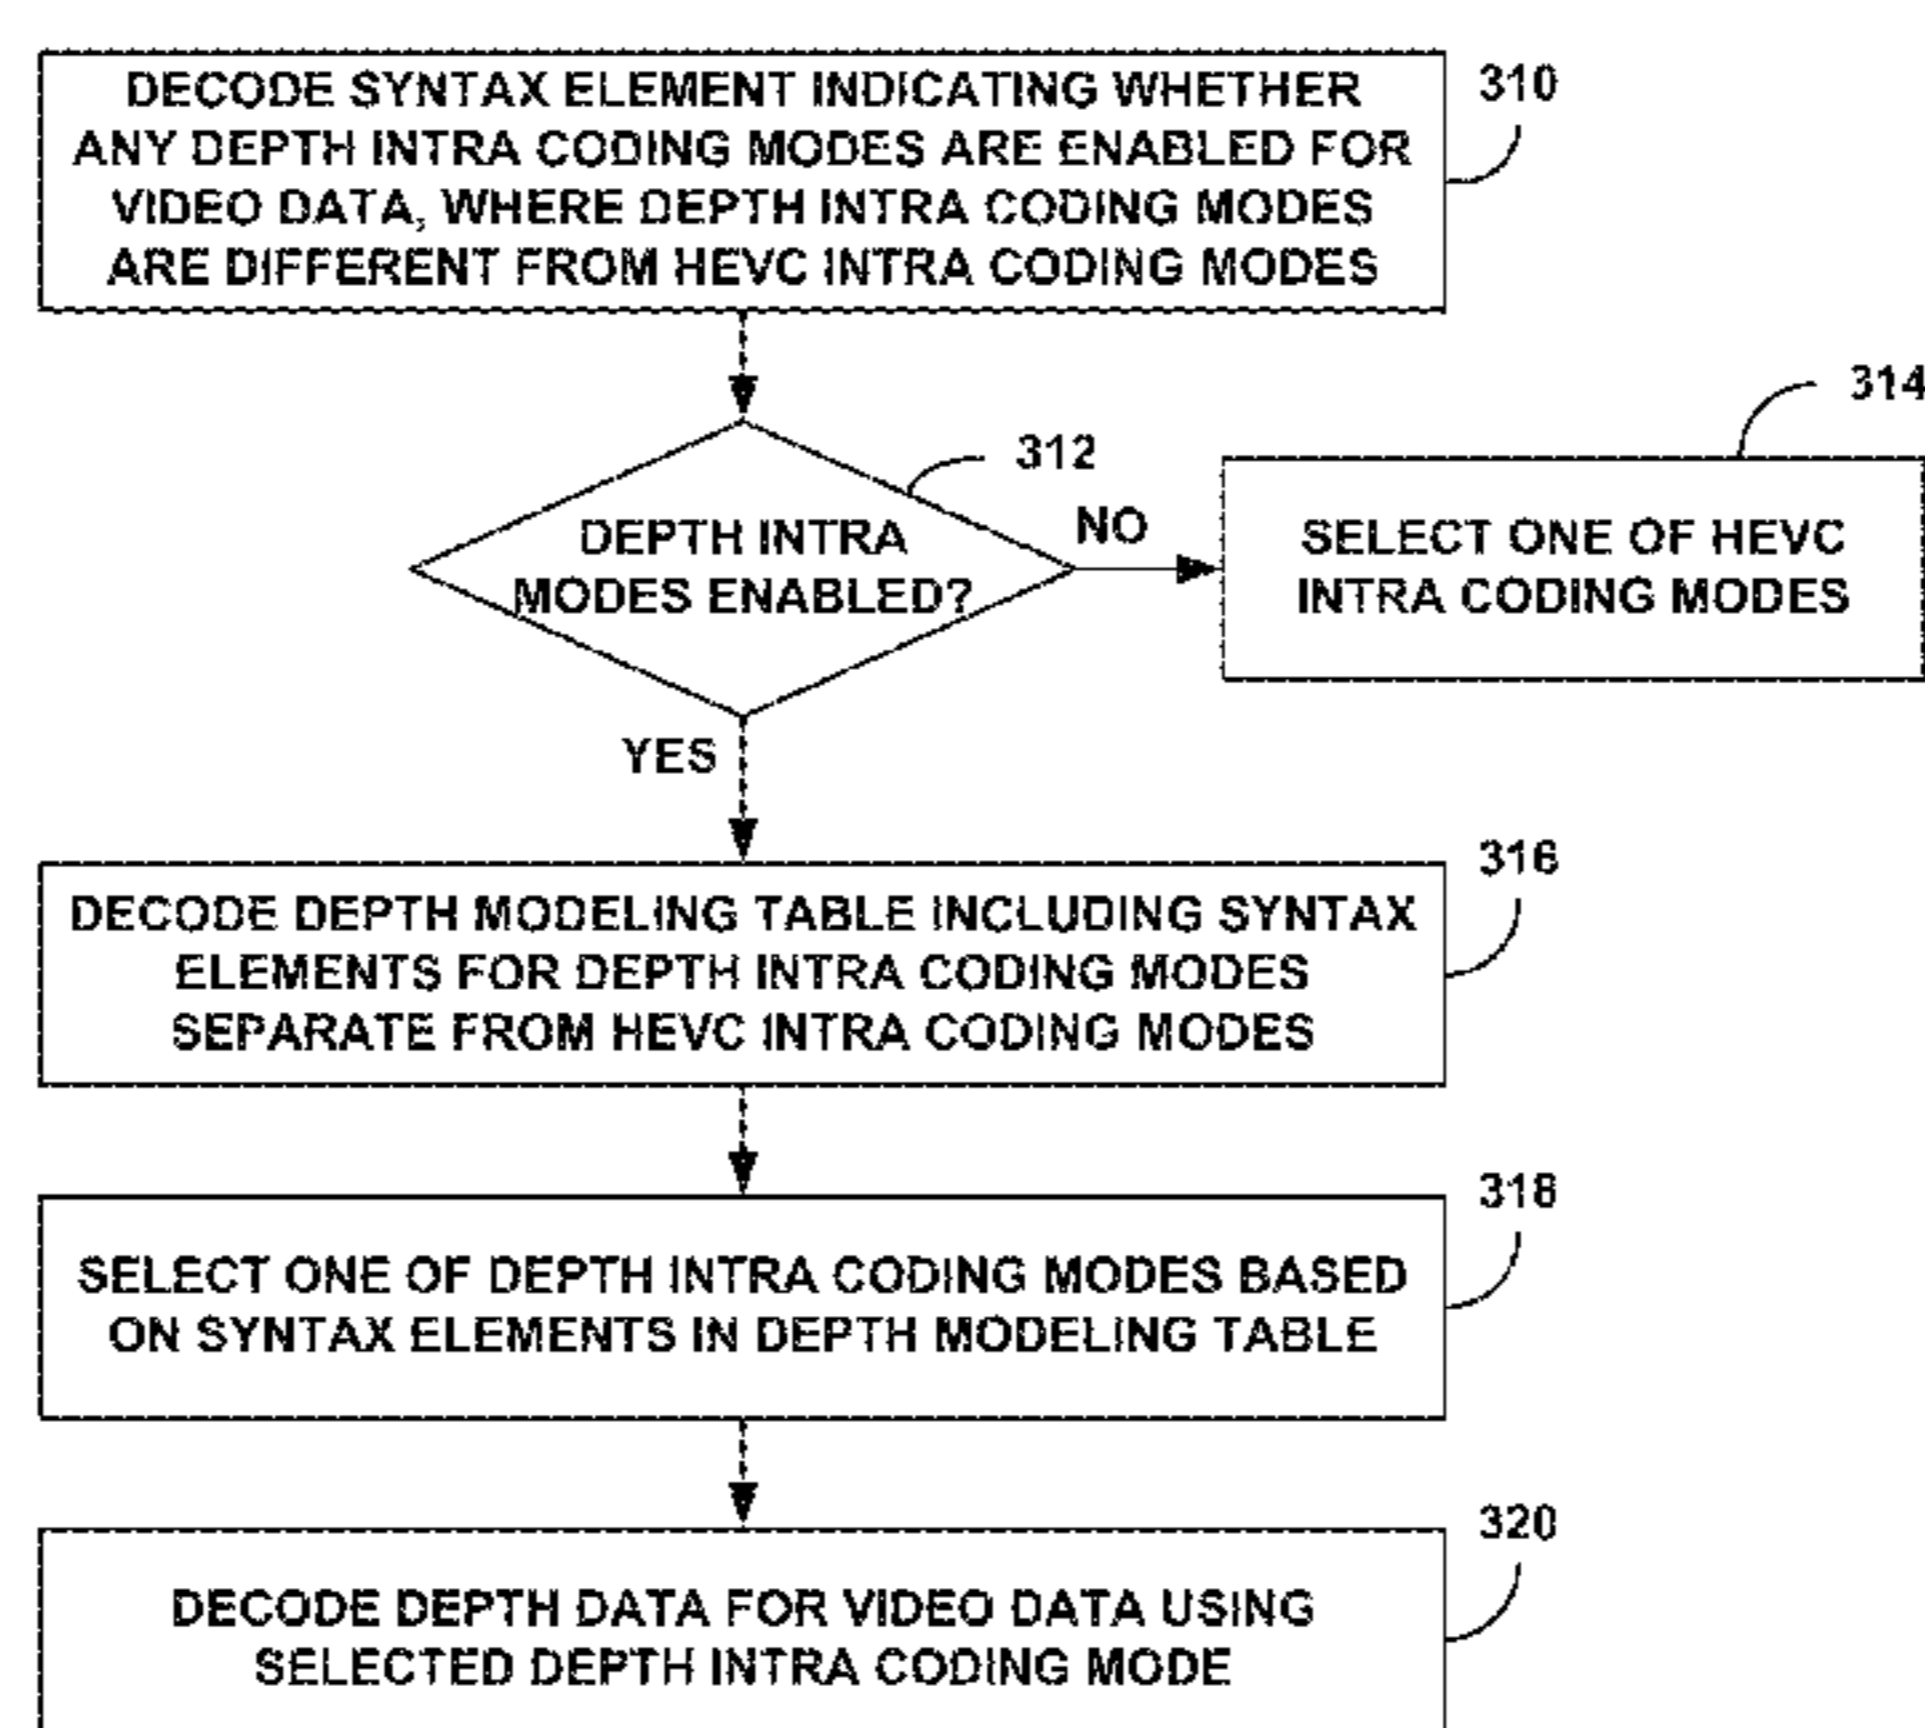 DECODE SYNTAX ELEMENT INDICATING WHETHER
ANY DEPTH INTRA CODING MODES ARE ENABLED FOR
VIDEO DATA, WHERE DEPTH INTRA CODING MODES
ARE DIFFERENT FROM HEVC INTRA CODING MODES
310
312
314
DEPTH INTRA
MODES ENABLED?
NO
SELECT ONE OF HEVC
INTRA CODING MODES
YES
316
DECODE DEPTH MODELING TABLE INCLUDING SYNTAX
ELEMENTS FOR DEPTH INTRA CODING MODES
SEPARATE FROM HEVC INTRA CODING MODES
318
SELECT ONE OF DEPTH INTRA CODING MODES BASED
ON SYNTAX ELEMENTS IN DEPTH MODELING TABLE
320
DECODE DEPTH DATA FOR VIDEO DATA USING
SELECTED DEPTH INTRA CODING MODE